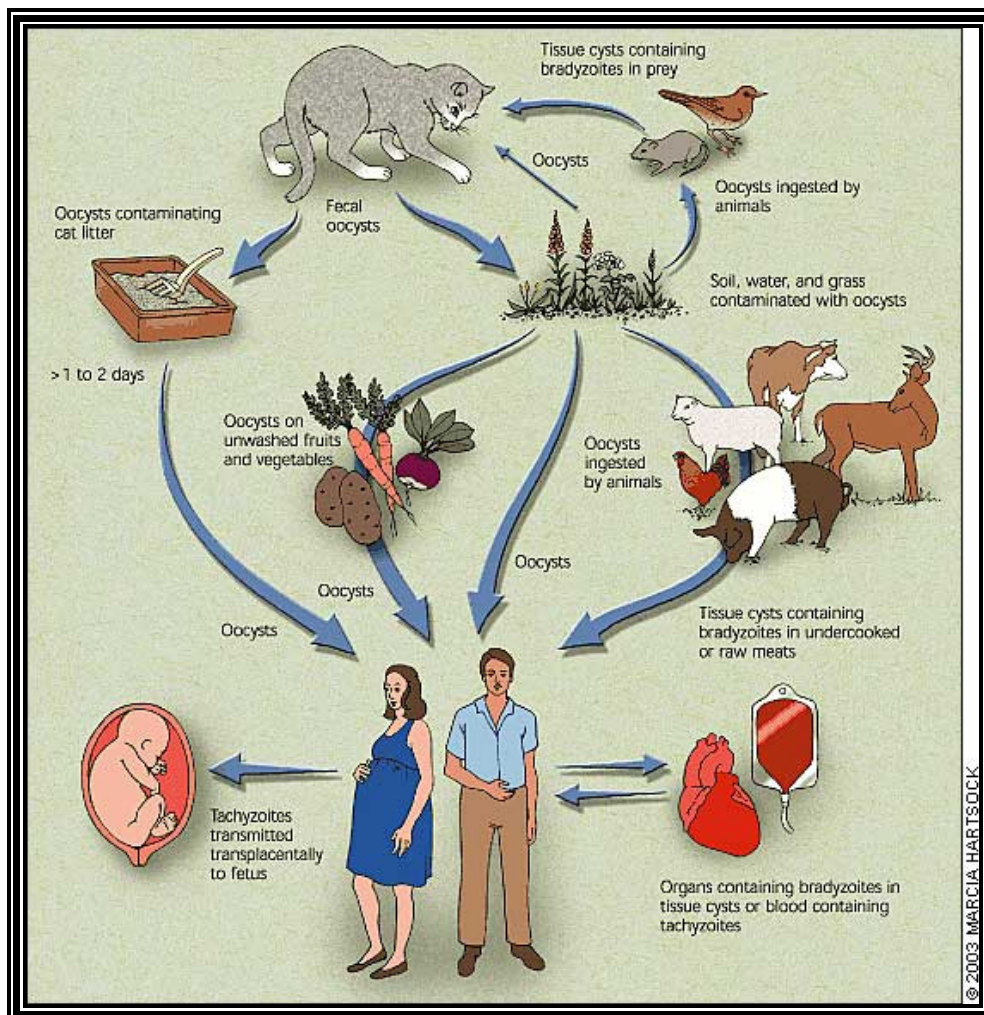 Tissue cysts containing
bradyzoites in prey
Oocysts
Oocysts ingested by
animals
Oocysts contaminating
cat litter
Fecal
oocysts
Soil, water, and grass
contaminated with oocysts
>1 to 2 days
Oocysts on
unwashed fruits
and vegetables
Oocysts
ingested
by animals
Oocysts
Oocysts
Oocysts
Tissue cysts containing
bradyzoites in undercooked
or raw meats
Tachyzoites
transmitted
transplacentally
to fetus
Organs containing bradyzoites in
tissue cysts or blood containing
tachyzoites
© 2003 MARCIA HARTSOCK